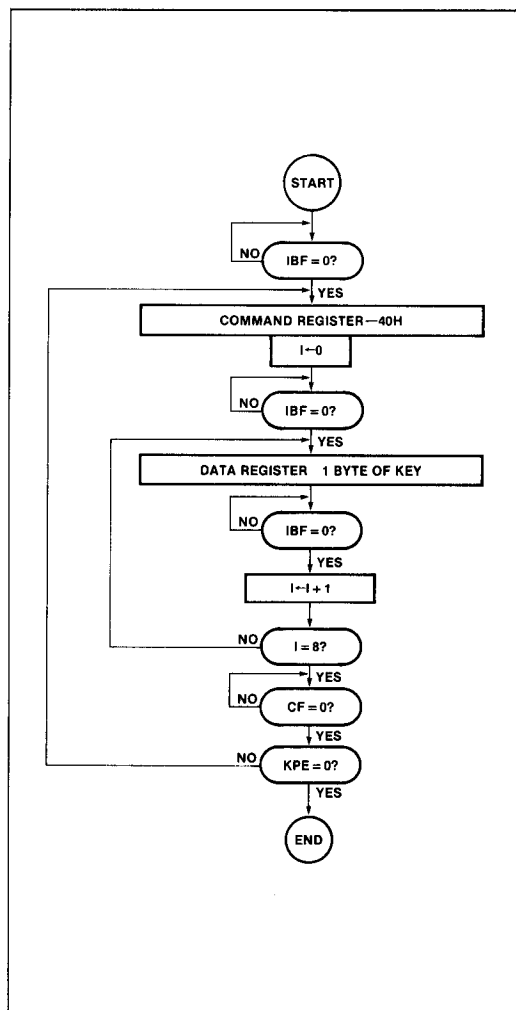 START
NO
IBF = 0?
YES
COMMAND REGISTER←40H
I←0
NO
IBF = 0?
YES
DATA REGISTER 1 BYTE OF KEY
NO
IBF = 0?
YES
I←I + 1
NO
I = 8?
YES
NO
CF = 0?
YES
NO
KPE = 0?
YES
END